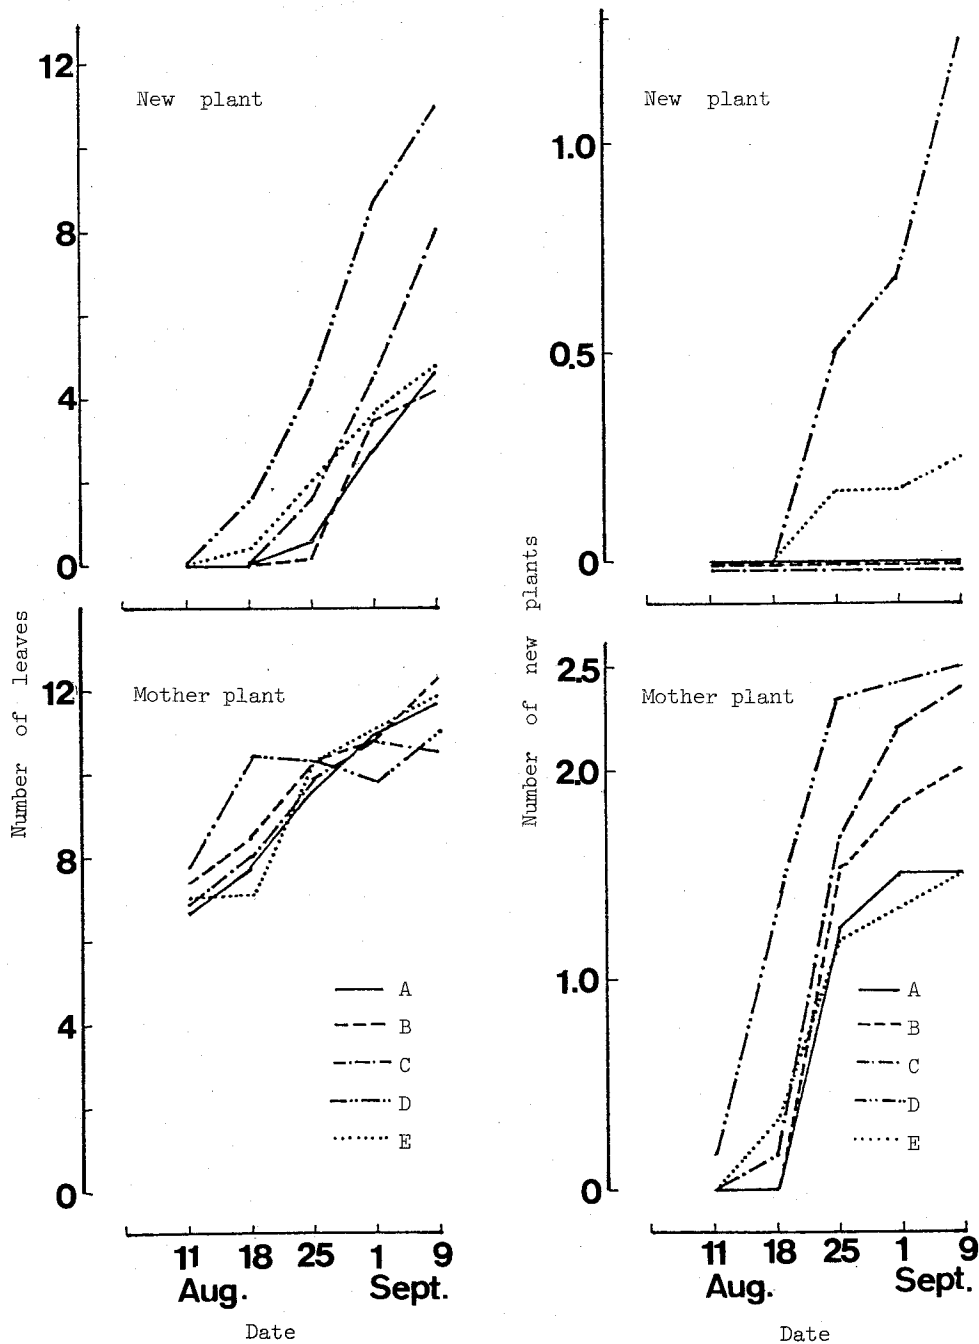 12
New plant
8
4
0
Number of leaves
12
Mother plant
8
4
0
A
B
C
D
E
11 18 25 1 9
Aug. Sept.
Date
New plant
1.0
0.5
0
Number of new plants
2.5
Mother plant
2.0
1.0
0
A
B
C
D
E
11 18 25 1 9
Aug. Sept.
Date